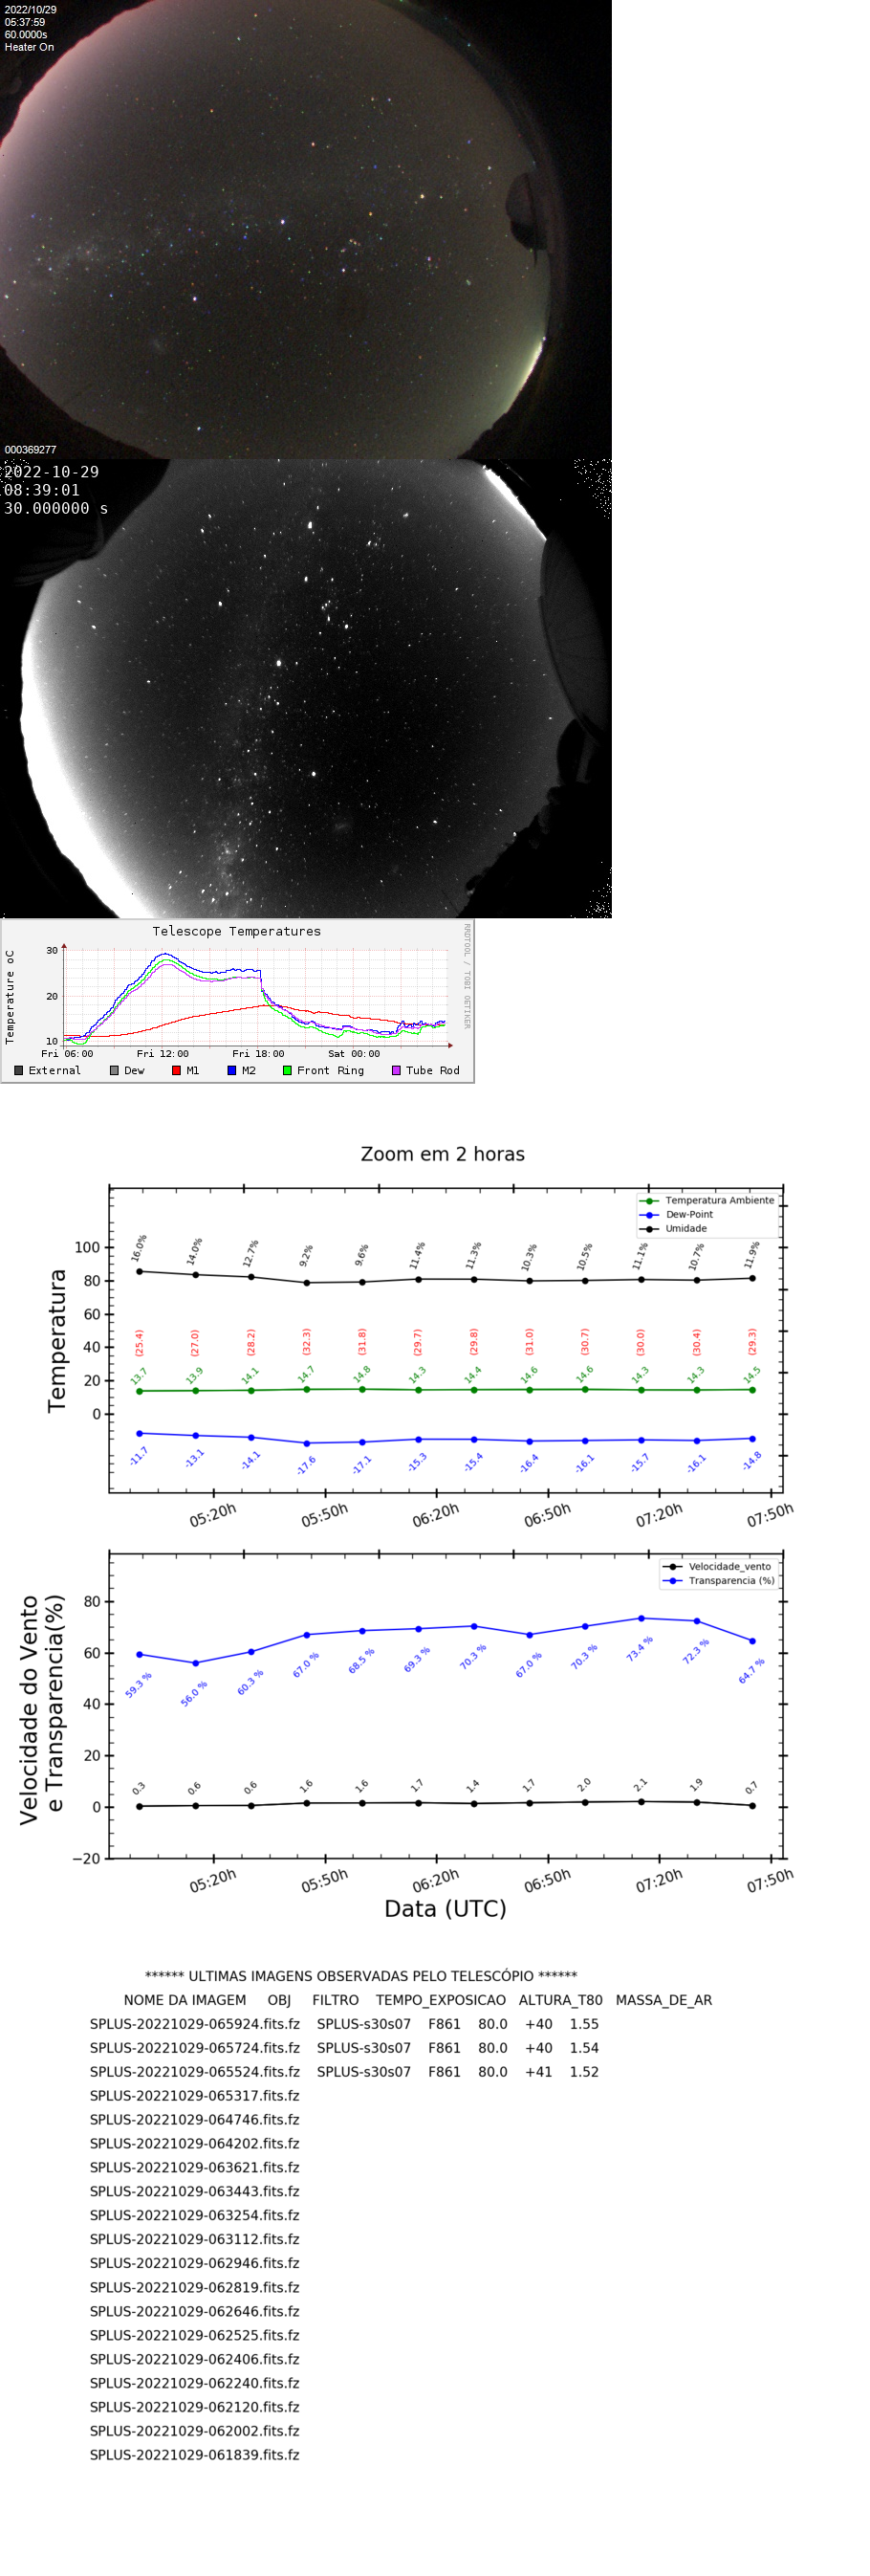 2022/10/29
05:37:59
60.0000s
Heater On
000369277
2022-10-29
08:39:01
30.000000 s
Telescope Temperatures
RRDTOOL / TOBI OETIKER
Temperature oC
30
20
10
Fri 06:00 Fri 12:00 Fri 18:00 Sat 00:00
External Dew M1 M2 Front Ring Tube Rod
Zoom em 2 horas
Temperatura
Temperatura Ambiente
Dew-Point
Umidade
100
80
60
40
20
0
16.0% 14.0% 12.7% 9.2% 9.6% 11.4% 11.3% 10.3% 10.5% 11.1% 10.7% 11.9%
(25.4) (27.0) (28.2) (32.3) (31.8) (29.7) (29.8) (31.0) (30.7) (30.0) (30.4) (29.3)
13.7 13.9 14.1 14.7 14.8 14.3 14.4 14.6 14.6 14.3 14.3 14.5
-11.7 -13.1 -14.1 -17.6 -17.1 -15.3 -15.4 -16.4 -16.1 -15.7 -16.1 -14.8
05:20h 05:50h 06:20h 06:50h 07:20h 07:50h
Velocidade do Vento
e Transparencia(%)
Velocidade_vento
Transparencia (%)
80
60
40
20
0
−20
59.3 % 56.0 % 60.3 % 67.0 % 68.5 % 69.3 % 70.3 % 67.0 % 70.3 % 73.4 % 72.3 % 64.7 %
0.3 0.6 0.6 1.6 1.6 1.7 1.4 1.7 2.0 2.1 1.9 0.7
05:20h 05:50h 06:20h 06:50h 07:20h 07:50h
Data (UTC)
****** ULTIMAS IMAGENS OBSERVADAS PELO TELESCÓPIO ******
NOME DA IMAGEM OBJ FILTRO TEMPO_EXPOSICAO ALTURA_T80 MASSA_DE_AR
SPLUS-20221029-065924.fits.fz SPLUS-s30s07 F861 80.0 +40 1.55
SPLUS-20221029-065724.fits.fz SPLUS-s30s07 F861 80.0 +40 1.54
SPLUS-20221029-065524.fits.fz SPLUS-s30s07 F861 80.0 +41 1.52
SPLUS-20221029-065317.fits.fz
SPLUS-20221029-064746.fits.fz
SPLUS-20221029-064202.fits.fz
SPLUS-20221029-063621.fits.fz
SPLUS-20221029-063443.fits.fz
SPLUS-20221029-063254.fits.fz
SPLUS-20221029-063112.fits.fz
SPLUS-20221029-062946.fits.fz
SPLUS-20221029-062819.fits.fz
SPLUS-20221029-062646.fits.fz
SPLUS-20221029-062525.fits.fz
SPLUS-20221029-062406.fits.fz
SPLUS-20221029-062240.fits.fz
SPLUS-20221029-062120.fits.fz
SPLUS-20221029-062002.fits.fz
SPLUS-20221029-061839.fits.fz